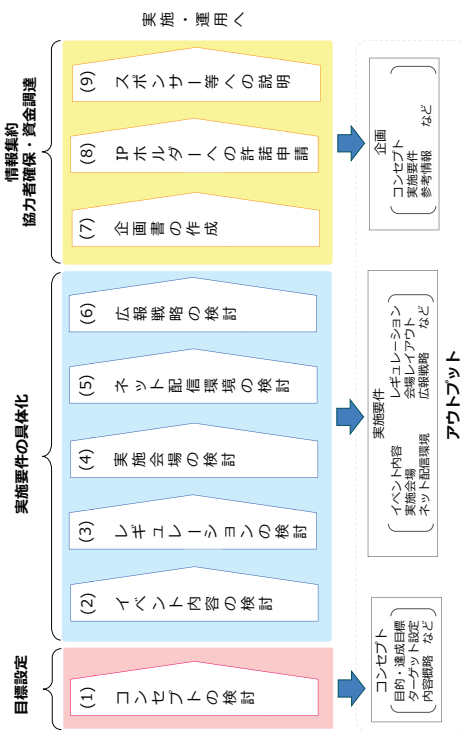 目標設定
(1)
コンセプトの検討
実施要件の具体化
(2)
イベント内容の検討
(3)
レギュレーションの検討
(4)
実施会場の検討
(5)
ネット配信環境の検討
(6)
広報戦略の検討
情報集約
協力者確保・資金調達
(7)
企画書の作成
(8)
IPホルダーへの許諾申請
(9)
スポンサー等への説明
実施・運用へ
コンセプト
目的・達成目標
ターゲット設定
内容概略 など
実施要件
イベント内容 レギュレーション
実施会場 会場レイアウト
ネット配信環境 広報戦略 など
企画
コンセプト
実施要件
参考情報 など
アウトプット